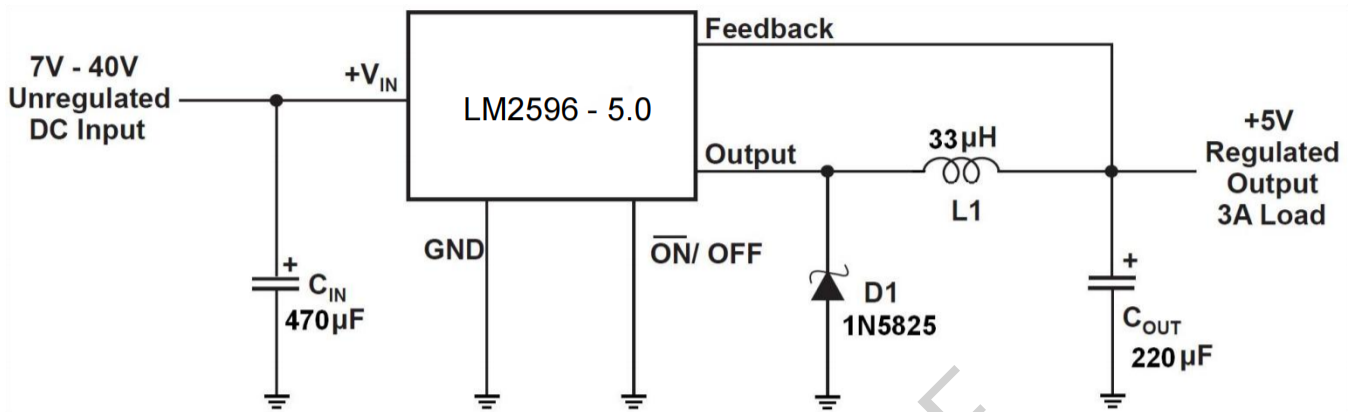 7V - 40V
Unregulated
DC Input
+VIN
LM2596 - 5.0
Feedback
Output
33µH
L1
+5V
Regulated
Output
3A Load
GND
ON/ OFF
+
CIN
470µF
D1
1N5825
+
COUT
220µF